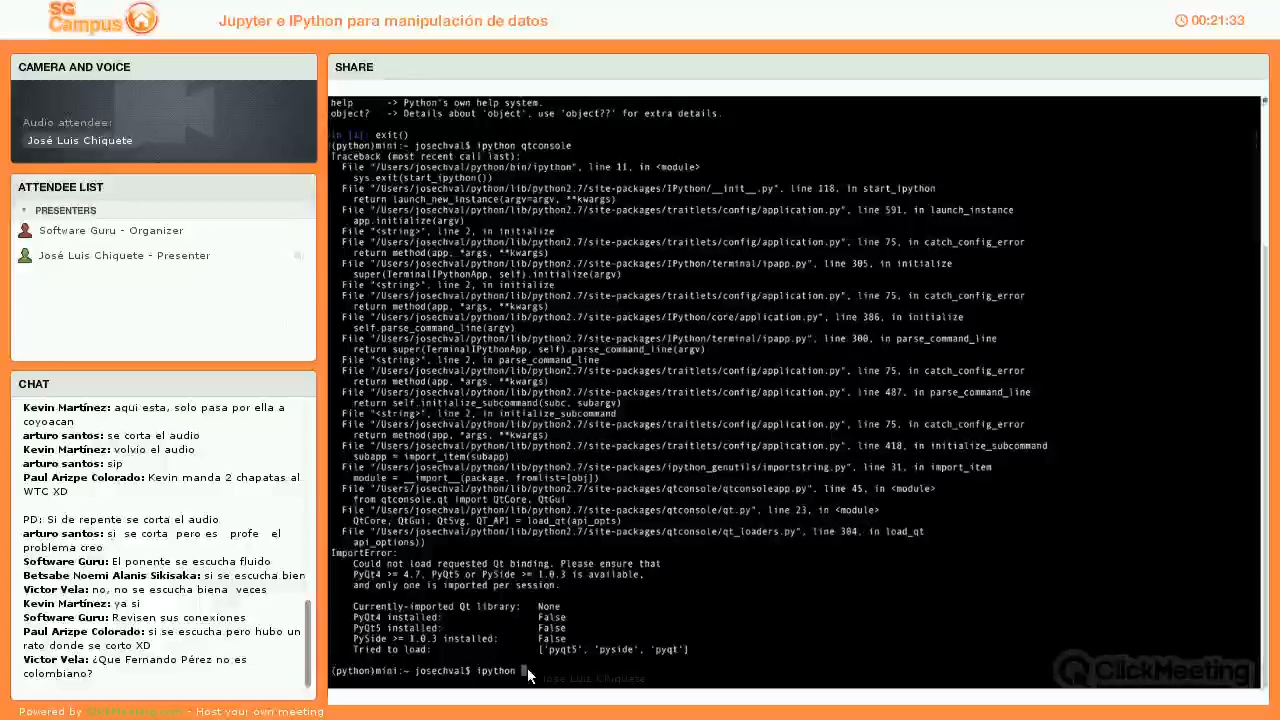 SG
Campus
Jupyter e IPython para manipulación de datos
00:21:33
CAMERA AND VOICE
Audio attendee:
José Luis Chiquete
ATTENDEE LIST
PRESENTERS
Software Guru - Organizer
José Luis Chiquete - Presenter
CHAT
Kevin Martínez: aqui esta, solo pasa por ella a
coyoacan
arturo santos: se corta el audio
Kevin Martínez: volvio el audio
arturo santos: sip
Paul Arizpe Colorado: Kevin manda 2 chapatas al
WTC XD
PD: Si de repente se corta el audio
arturo santos: si se corta pero es profe el
problema creo
Software Guru: El ponente se escucha fluido
Betsabe Noemi Alanis Sikisaka: si se escucha bien
Victor Vela: no, no se escucha biena veces
Kevin Martínez: ya si
Software Guru: Revisen sus conexiones
Paul Arizpe Colorado: si se escucha pero hubo un
rato donde se corto XD
Victor Vela: ¿Que Fernando Pérez no es
colombiano?
Powered by ClickMeeting.com - Host your own meeting
SHARE
help -> Python's own help system.
object? -> Details about 'object', use 'object??' for extra details.
In [1]: exit()
(python)mini:~ josechval$ ipython qtconsole
Traceback (most recent call last):
File "/Users/josechval/python/bin/ipython", line 11, in <module>
sys.exit(start_ipython())
File "/Users/josechval/python/lib/python2.7/site-packages/IPython/__init__.py", line 118, in start_ipython
return launch_new_instance(argv=argv, **kwargs)
File "/Users/josechval/python/lib/python2.7/site-packages/traitlets/config/application.py", line 591, in launch_instance
app.initialize(argv)
File "<string>", line 2, in initialize
File "/Users/josechval/python/lib/python2.7/site-packages/traitlets/config/application.py", line 75, in catch_config_error
return method(app, *args, **kwargs)
File "/Users/josechval/python/lib/python2.7/site-packages/IPython/terminal/ipapp.py", line 305, in initialize
super(TerminalIPythonApp, self).initialize(argv)
File "<string>", line 2, in initialize
File "/Users/josechval/python/lib/python2.7/site-packages/traitlets/config/application.py", line 75, in catch_config_error
return method(app, *args, **kwargs)
File "/Users/josechval/python/lib/python2.7/site-packages/IPython/core/application.py", line 386, in initialize
self.parse_command_line(argv)
File "/Users/josechval/python/lib/python2.7/site-packages/IPython/terminal/ipapp.py", line 300, in parse_command_line
return super(TerminalIPythonApp, self).parse_command_line(argv)
File "<string>", line 2, in parse_command_line
File "/Users/josechval/python/lib/python2.7/site-packages/traitlets/config/application.py", line 75, in catch_config_error
return method(app, *args, **kwargs)
File "/Users/josechval/python/lib/python2.7/site-packages/traitlets/config/application.py", line 487, in parse_command_line
return self.initialize_subcommand(subc, subargv)
File "<string>", line 2, in initialize_subcommand
File "/Users/josechval/python/lib/python2.7/site-packages/traitlets/config/application.py", line 75, in catch_config_error
return method(app, *args, **kwargs)
File "/Users/josechval/python/lib/python2.7/site-packages/traitlets/config/application.py", line 418, in initialize_subcommand
subapp = import_item(subapp)
File "/Users/josechval/python/lib/python2.7/site-packages/ipython_genutils/importstring.py", line 31, in import_item
module = __import__(package, fromlist=[obj])
File "/Users/josechval/python/lib/python2.7/site-packages/qtconsole/qtconsoleapp.py", line 45, in <module>
from qtconsole.qt import QtCore, QtGui
File "/Users/josechval/python/lib/python2.7/site-packages/qtconsole/qt.py", line 23, in <module>
QtCore, QtGui, QtSvg, QT_API = load_qt(api_opts)
File "/Users/josechval/python/lib/python2.7/site-packages/qtconsole/qt_loaders.py", line 304, in load_qt
api_options))
ImportError:
Could not load requested Qt binding. Please ensure that
PyQt4 >= 4.7, PyQt5 or PySide >= 1.0.3 is available,
and only one is imported per session.
Currently-imported Qt library: None
PyQt4 installed: False
PyQt5 installed: False
PySide >= 1.0.3 installed: False
Tried to load: ['pyqt5', 'pyside', 'pyqt']
(python)mini:~ josechval$ ipython
José Luis Chiquete
ClickMeeting